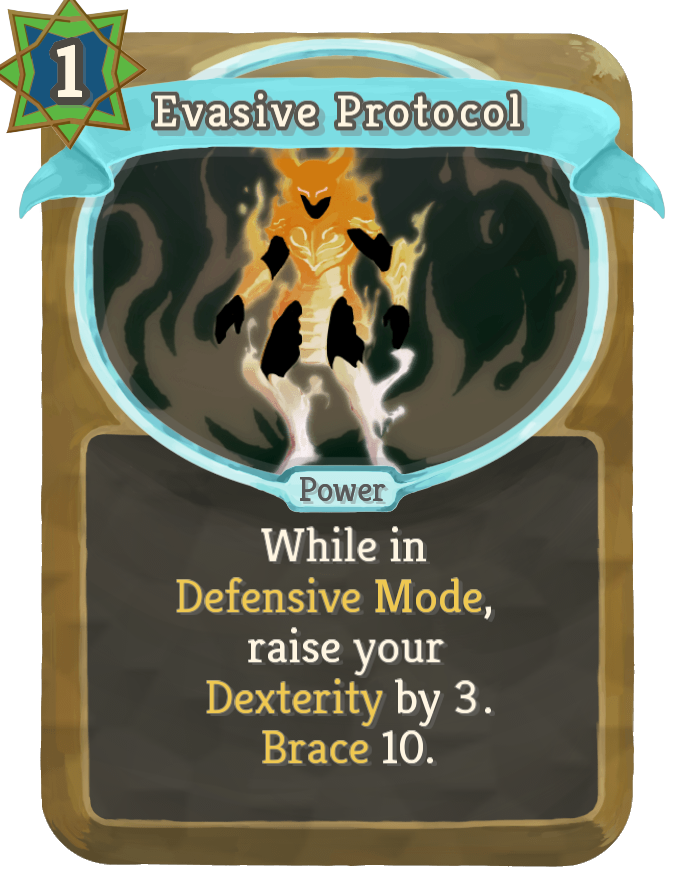 1
Evasive Protocol
Power
While in
Defensive Mode,
raise your
Dexterity by 3.
Brace 10.